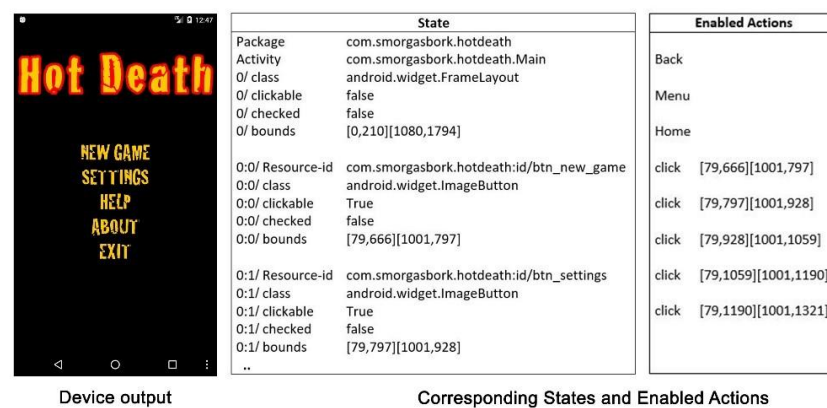 12:47
Hot Death
NEW GAME
SETTINGS
HELP
ABOUT
EXIT
Device output
State
Package com.smorgasbork.hotdeath
Activity com.smorgasbork.hotdeath.Main
0/ class android.widget.FrameLayout
0/ clickable false
0/ checked false
0/ bounds [0,210][1080,1794]
0:0/ Resource-id com.smorgasbork.hotdeath:id/btn_new_game
0:0/ class android.widget.ImageButton
0:0/ clickable True
0:0/ checked false
0:0/ bounds [79,666][1001,797]
0:1/ Resource-id com.smorgasbork.hotdeath:id/btn_settings
0:1/ class android.widget.ImageButton
0:1/ clickable True
0:1/ checked false
0:1/ bounds [79,797][1001,928]
..
Enabled Actions
Back
Menu
Home
click [79,666][1001,797]
click [79,797][1001,928]
click [79,928][1001,1059]
click [79,1059][1001,1190]
click [79,1190][1001,1321]
Corresponding States and Enabled Actions